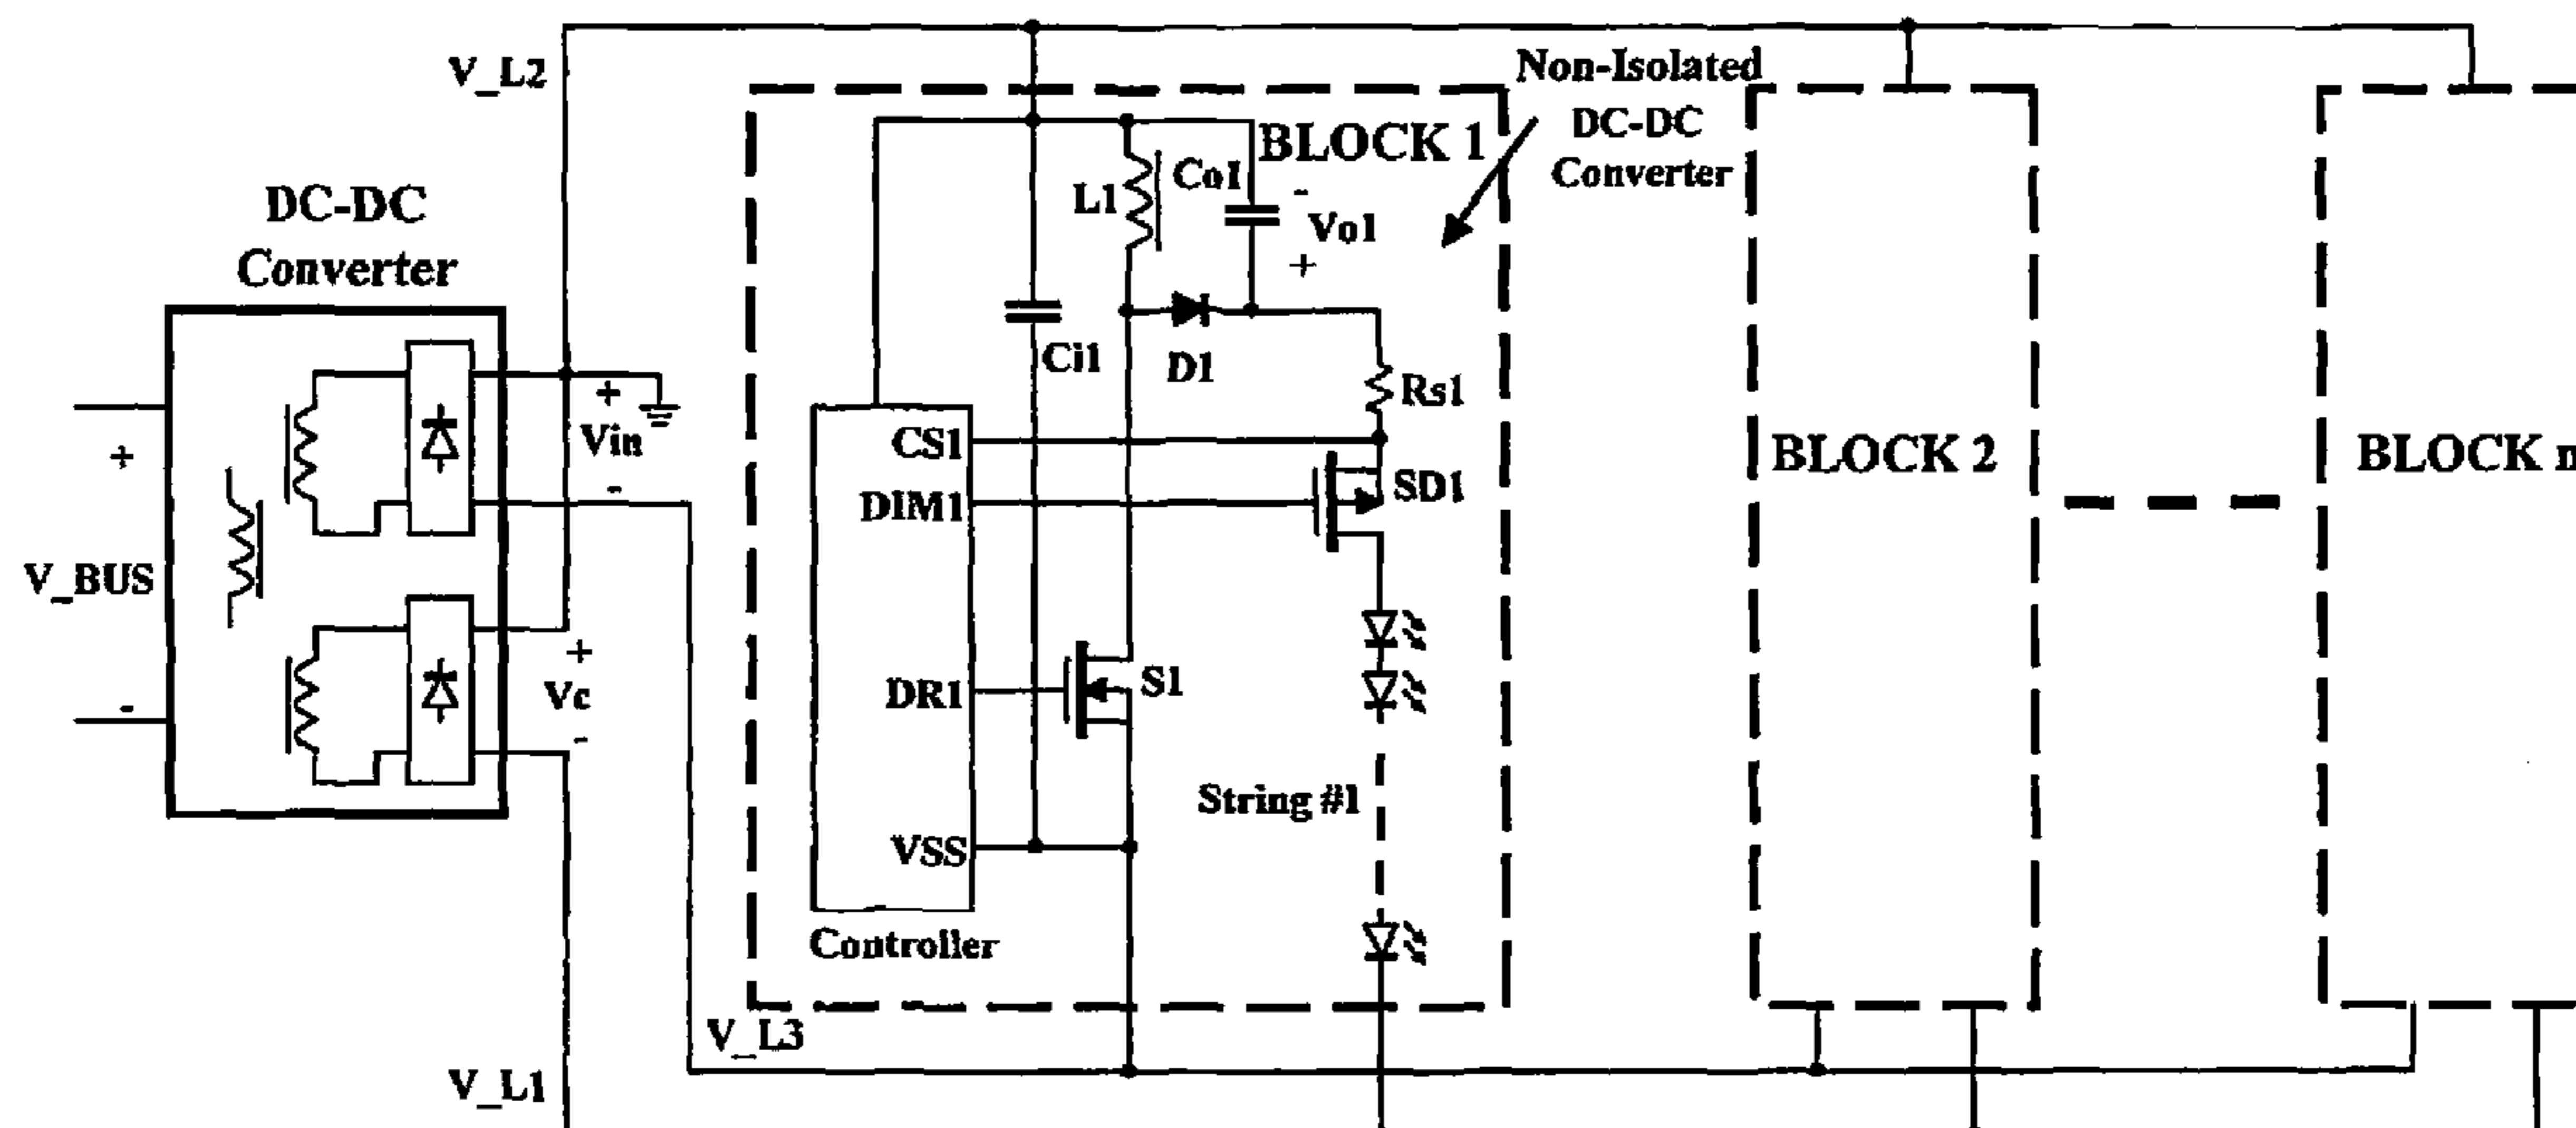 V_L2
DC-DC
Converter
+
V_BUS
-
+
Vin
-
+
Vc
-
V_L1
V_L3
Non-Isolated
DC-DC
Converter
BLOCK 1
L1
Co1
-
Vo1
+
Ci1
D1
Rs1
CS1
DIM1
SD1
DR1
S1
String #1
VSS
Controller
BLOCK 2
BLOCK n